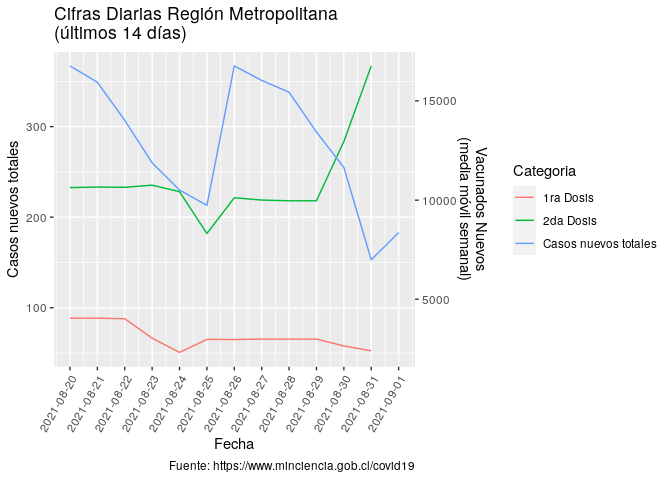 Cifras Diarias Región Metropolitana
(últimos 14 días)
Casos nuevos totales
300
200
100
15000
10000
5000
Vacunados Nuevos
(media móvil semanal)
Categoria
1ra Dosis
2da Dosis
Casos nuevos totales
2021-08-20
2021-08-21
2021-08-22
2021-08-23
2021-08-24
2021-08-25
2021-08-26
2021-08-27
2021-08-28
2021-08-29
2021-08-30
2021-08-31
2021-09-01
Fecha
Fuente: https://www.minciencia.gob.cl/covid19